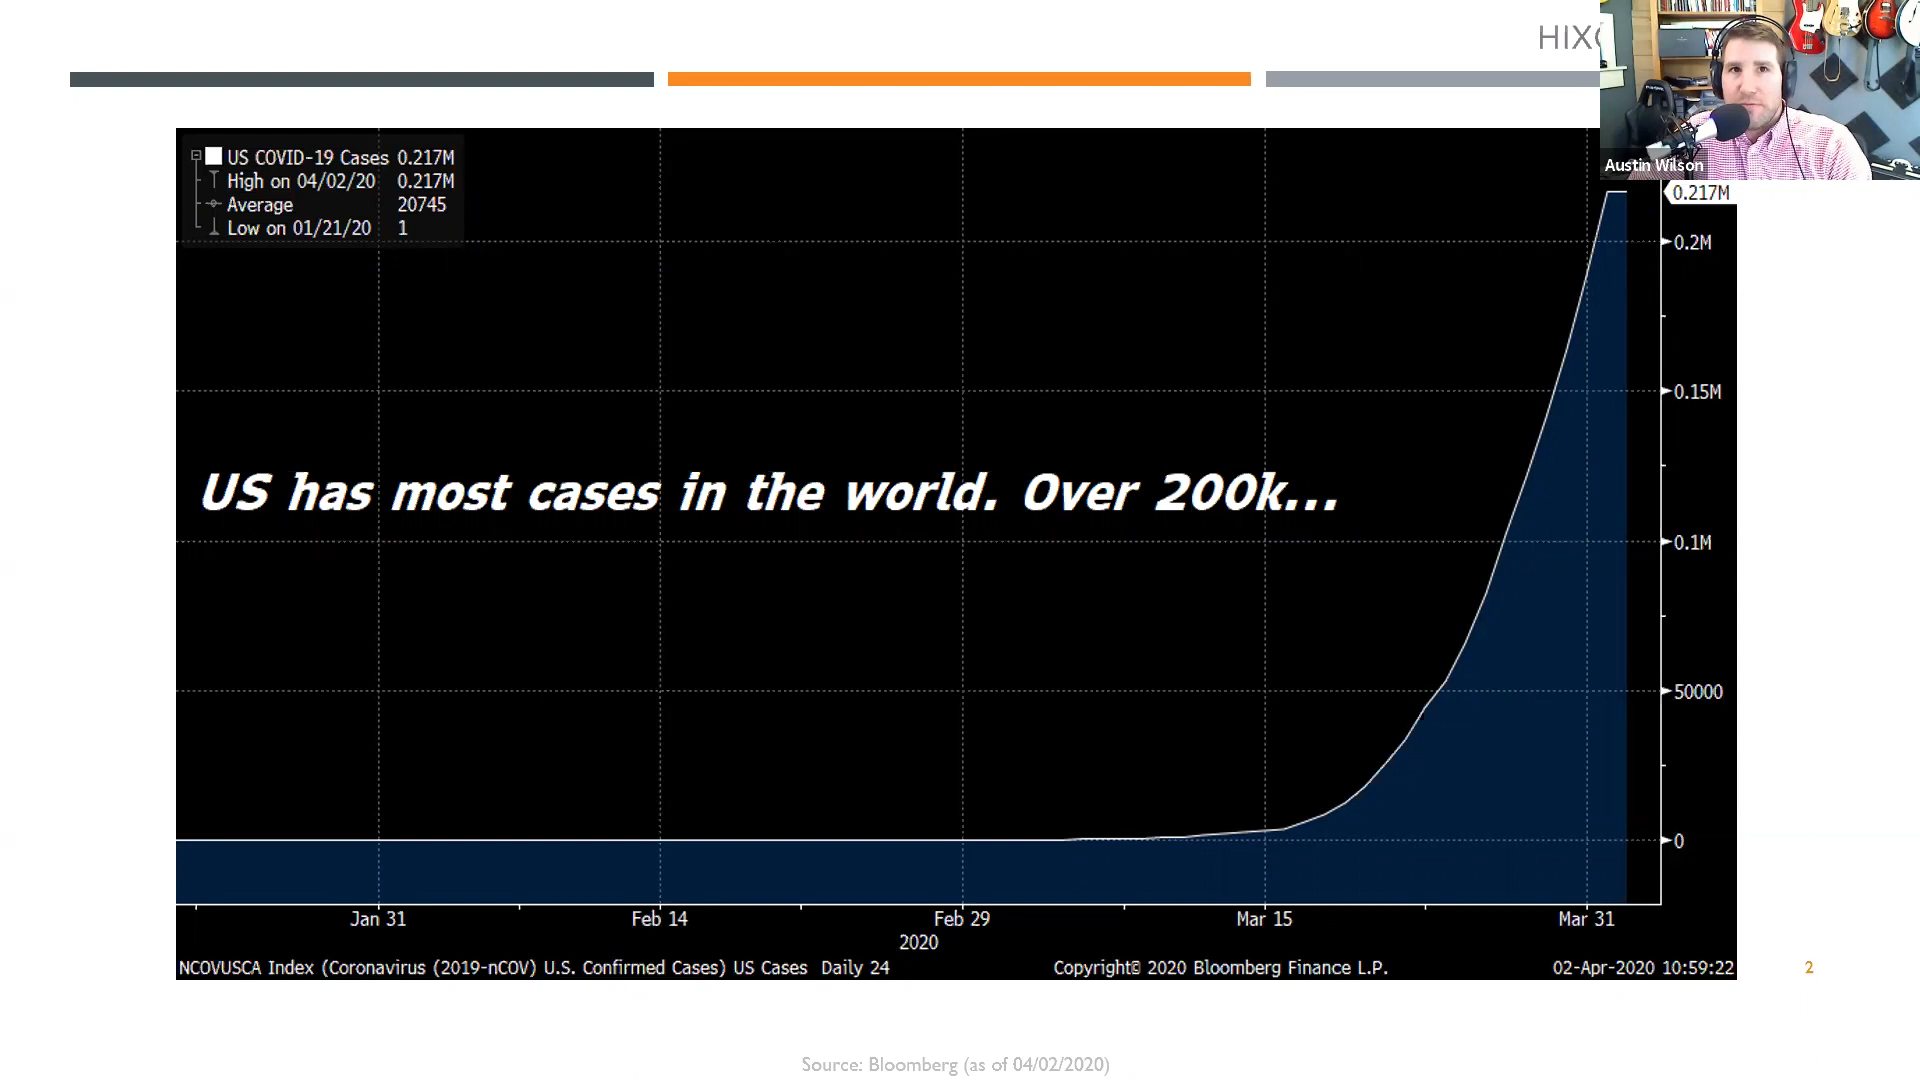 HIXO
Austin Wilson
US COVID-19 Cases 0.217M
High on 04/02/20 0.217M
Average 20745
Low on 01/21/20 1
0.217M
0.2M
0.15M
US has most cases in the world. Over 200k...
0.1M
50000
0
Jan 31 Feb 14 Feb 29 Mar 15 Mar 31
2020
NCOVUSCA Index (Coronavirus (2019-nCOV) U.S. Confirmed Cases) US Cases Daily 24 Copyright© 2020 Bloomberg Finance L.P. 02-Apr-2020 10:59:22
2
Source: Bloomberg (as of 04/02/2020)